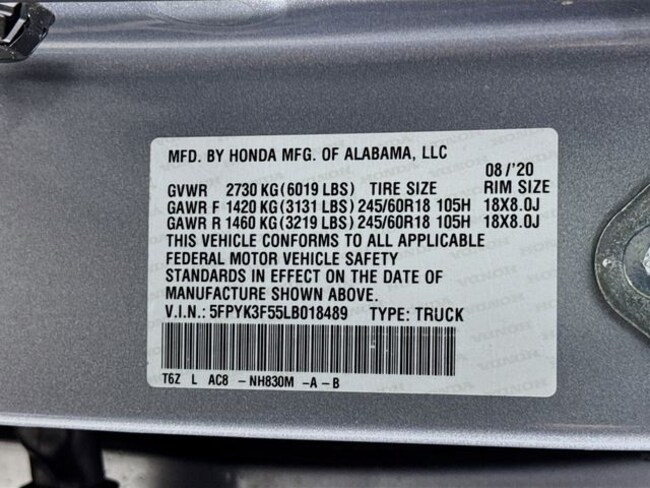 MFD. BY HONDA MFG. OF ALABAMA, LLC
08/'20
GVWR 2730 KG (6019 LBS) TIRE SIZE RIM SIZE
GAWR F 1420 KG (3131 LBS) 245/60R18 105H 18X8.0J
GAWR R 1460 KG (3219 LBS) 245/60R18 105H 18X8.0J
THIS VEHICLE CONFORMS TO ALL APPLICABLE
FEDERAL MOTOR VEHICLE SAFETY
STANDARDS IN EFFECT ON THE DATE OF
MANUFACTURE SHOWN ABOVE.
V.I.N.: 5FPYK3F55LB018489 TYPE: TRUCK
T6Z L AC8 - NH830M -A - B